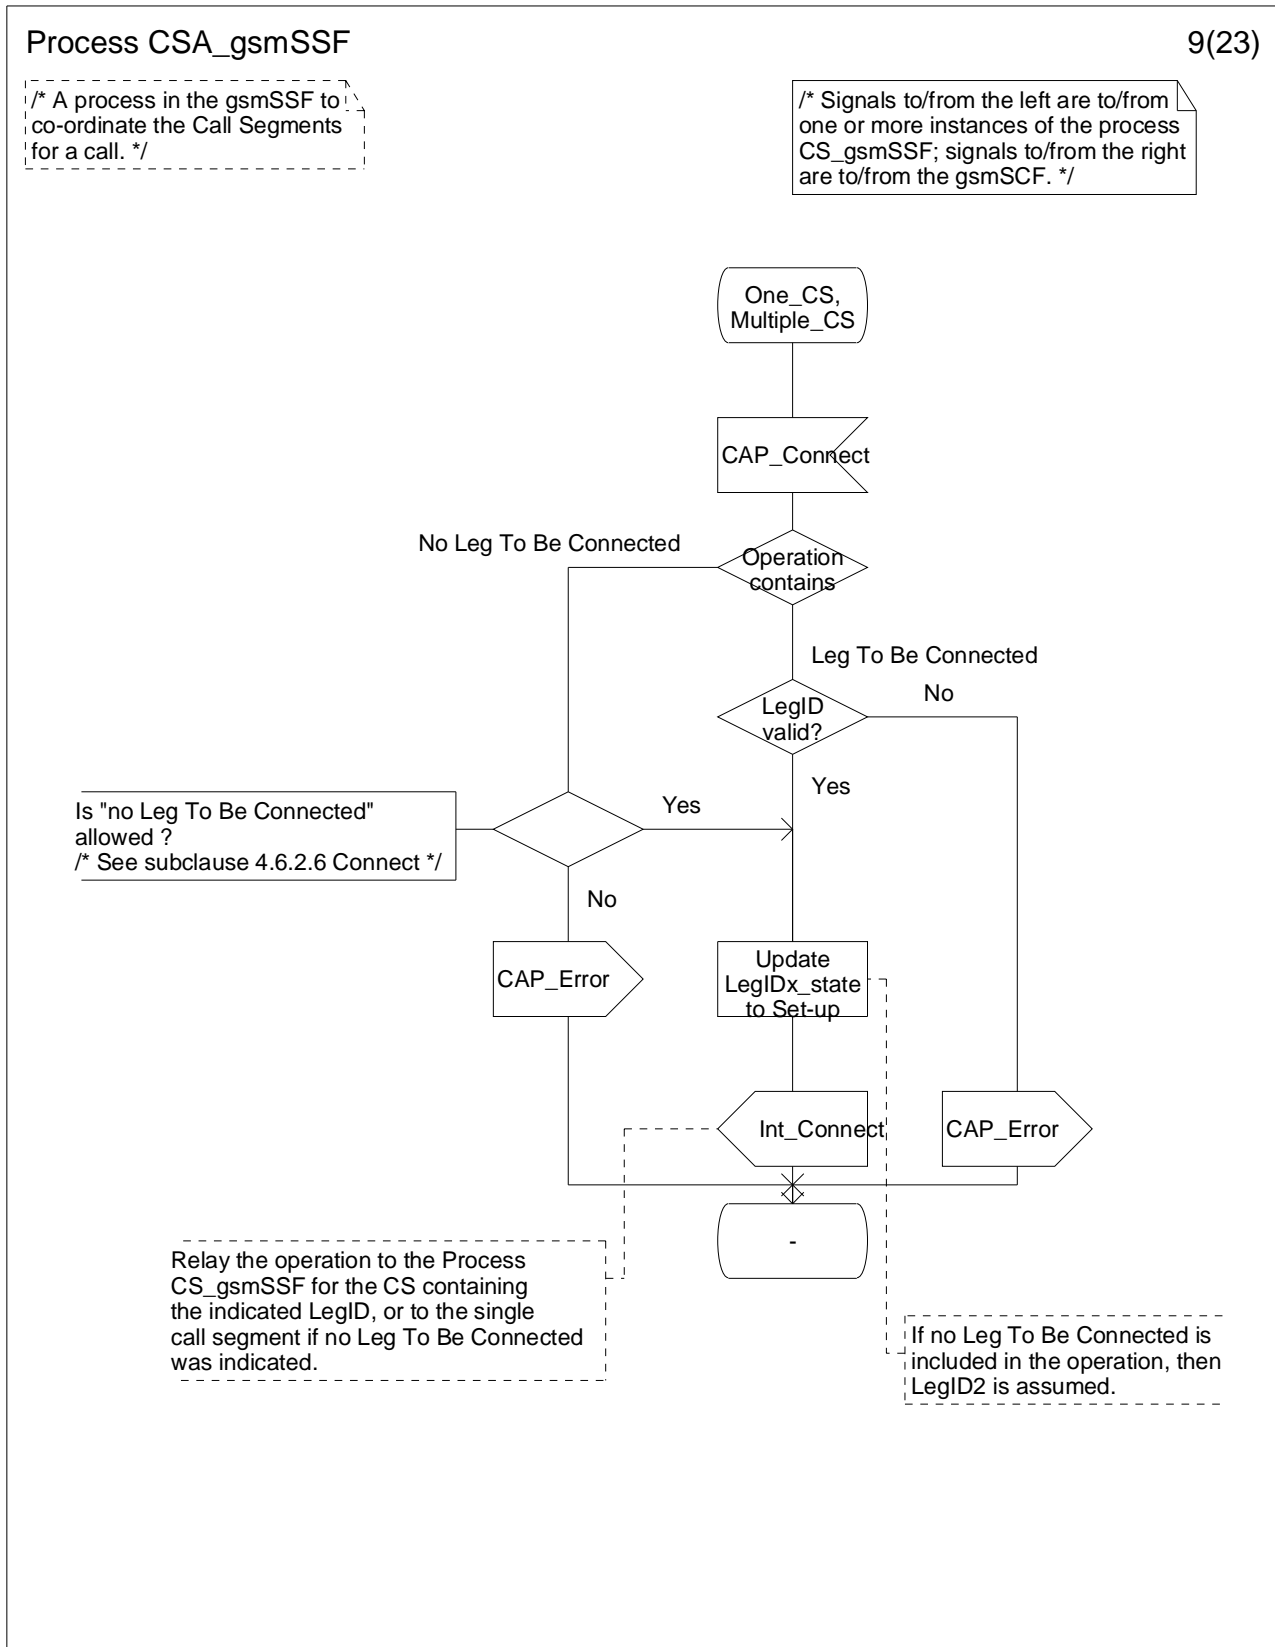 Process CSA_gsmSSF
9(23)
/* A process in the gsmSSF to
co-ordinate the Call Segments
for a call. */
/* Signals to/from the left are to/from
one or more instances of the process
CS_gsmSSF; signals to/from the right
are to/from the gsmSCF. */
One_CS,
Multiple_CS
CAP_Connect
No Leg To Be Connected
Operation
contains
Leg To Be Connected
No
LegID
valid?
Yes
Is "no Leg To Be Connected"
allowed ?
/* See subclause 4.6.2.6 Connect */
Yes
No
CAP_Error
Update
LegIDx_state
to Set-up
Int_Connect
CAP_Error
-
Relay the operation to the Process
CS_gsmSSF for the CS containing
the indicated LegID, or to the single
call segment if no Leg To Be Connected
was indicated.
If no Leg To Be Connected is
included in the operation, then
LegID2 is assumed.